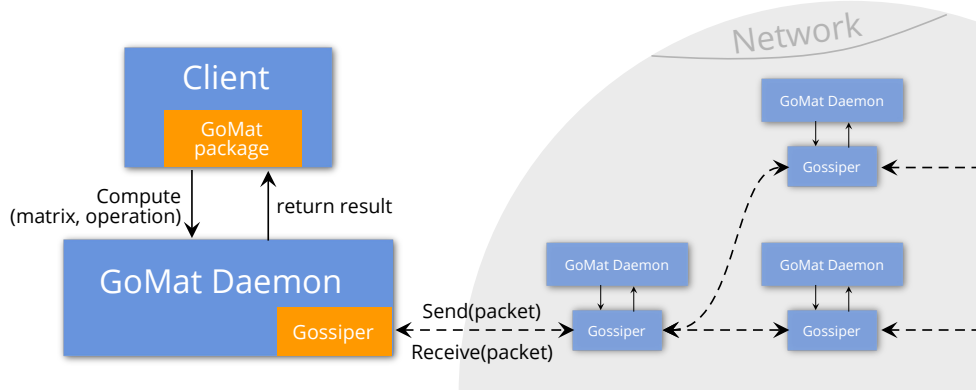 Network
Client
GoMat
package
Compute
(matrix, operation)
return result
GoMat Daemon
Gossiper
Send(packet)
Receive(packet)
GoMat Daemon
Gossiper
GoMat Daemon
Gossiper
GoMat Daemon
Gossiper